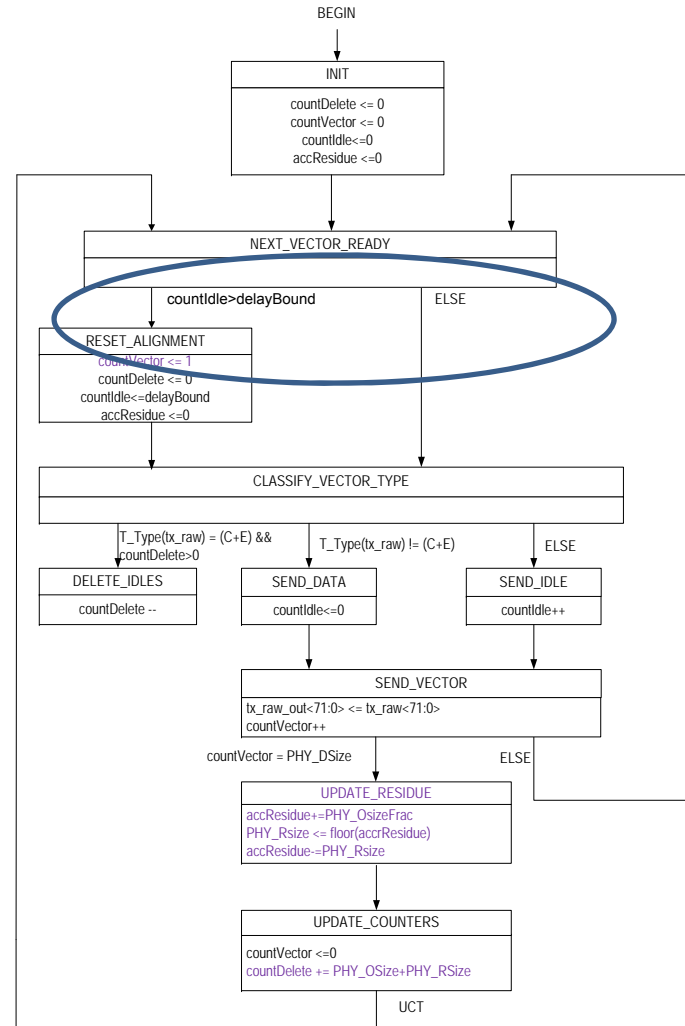 BEGIN
INIT
countDelete <= 0
countVector <= 0
countIdle<=0
accResidue <=0
NEXT_VECTOR_READY
countIdle>delayBound
ELSE
RESET_ALIGNMENT
countVector <= 1
countDelete <= 0
countIdle<=delayBound
accResidue <=0
CLASSIFY_VECTOR_TYPE
T_Type(tx_raw) = (C+E) &&
countDelete>0
T_Type(tx_raw) != (C+E)
ELSE
DELETE_IDLES
countDelete --
SEND_DATA
countIdle<=0
SEND_IDLE
countIdle++
SEND_VECTOR
tx_raw_out<71:0> <= tx_raw<71:0>
countVector++
countVector = PHY_DSize
ELSE
UPDATE_RESIDUE
accResidue+=PHY_OsizeFrac
PHY_Rsize <= floor(accrResidue)
accResidue-=PHY_Rsize
UPDATE_COUNTERS
countVector <=0
countDelete += PHY_OSize+PHY_RSize
UCT